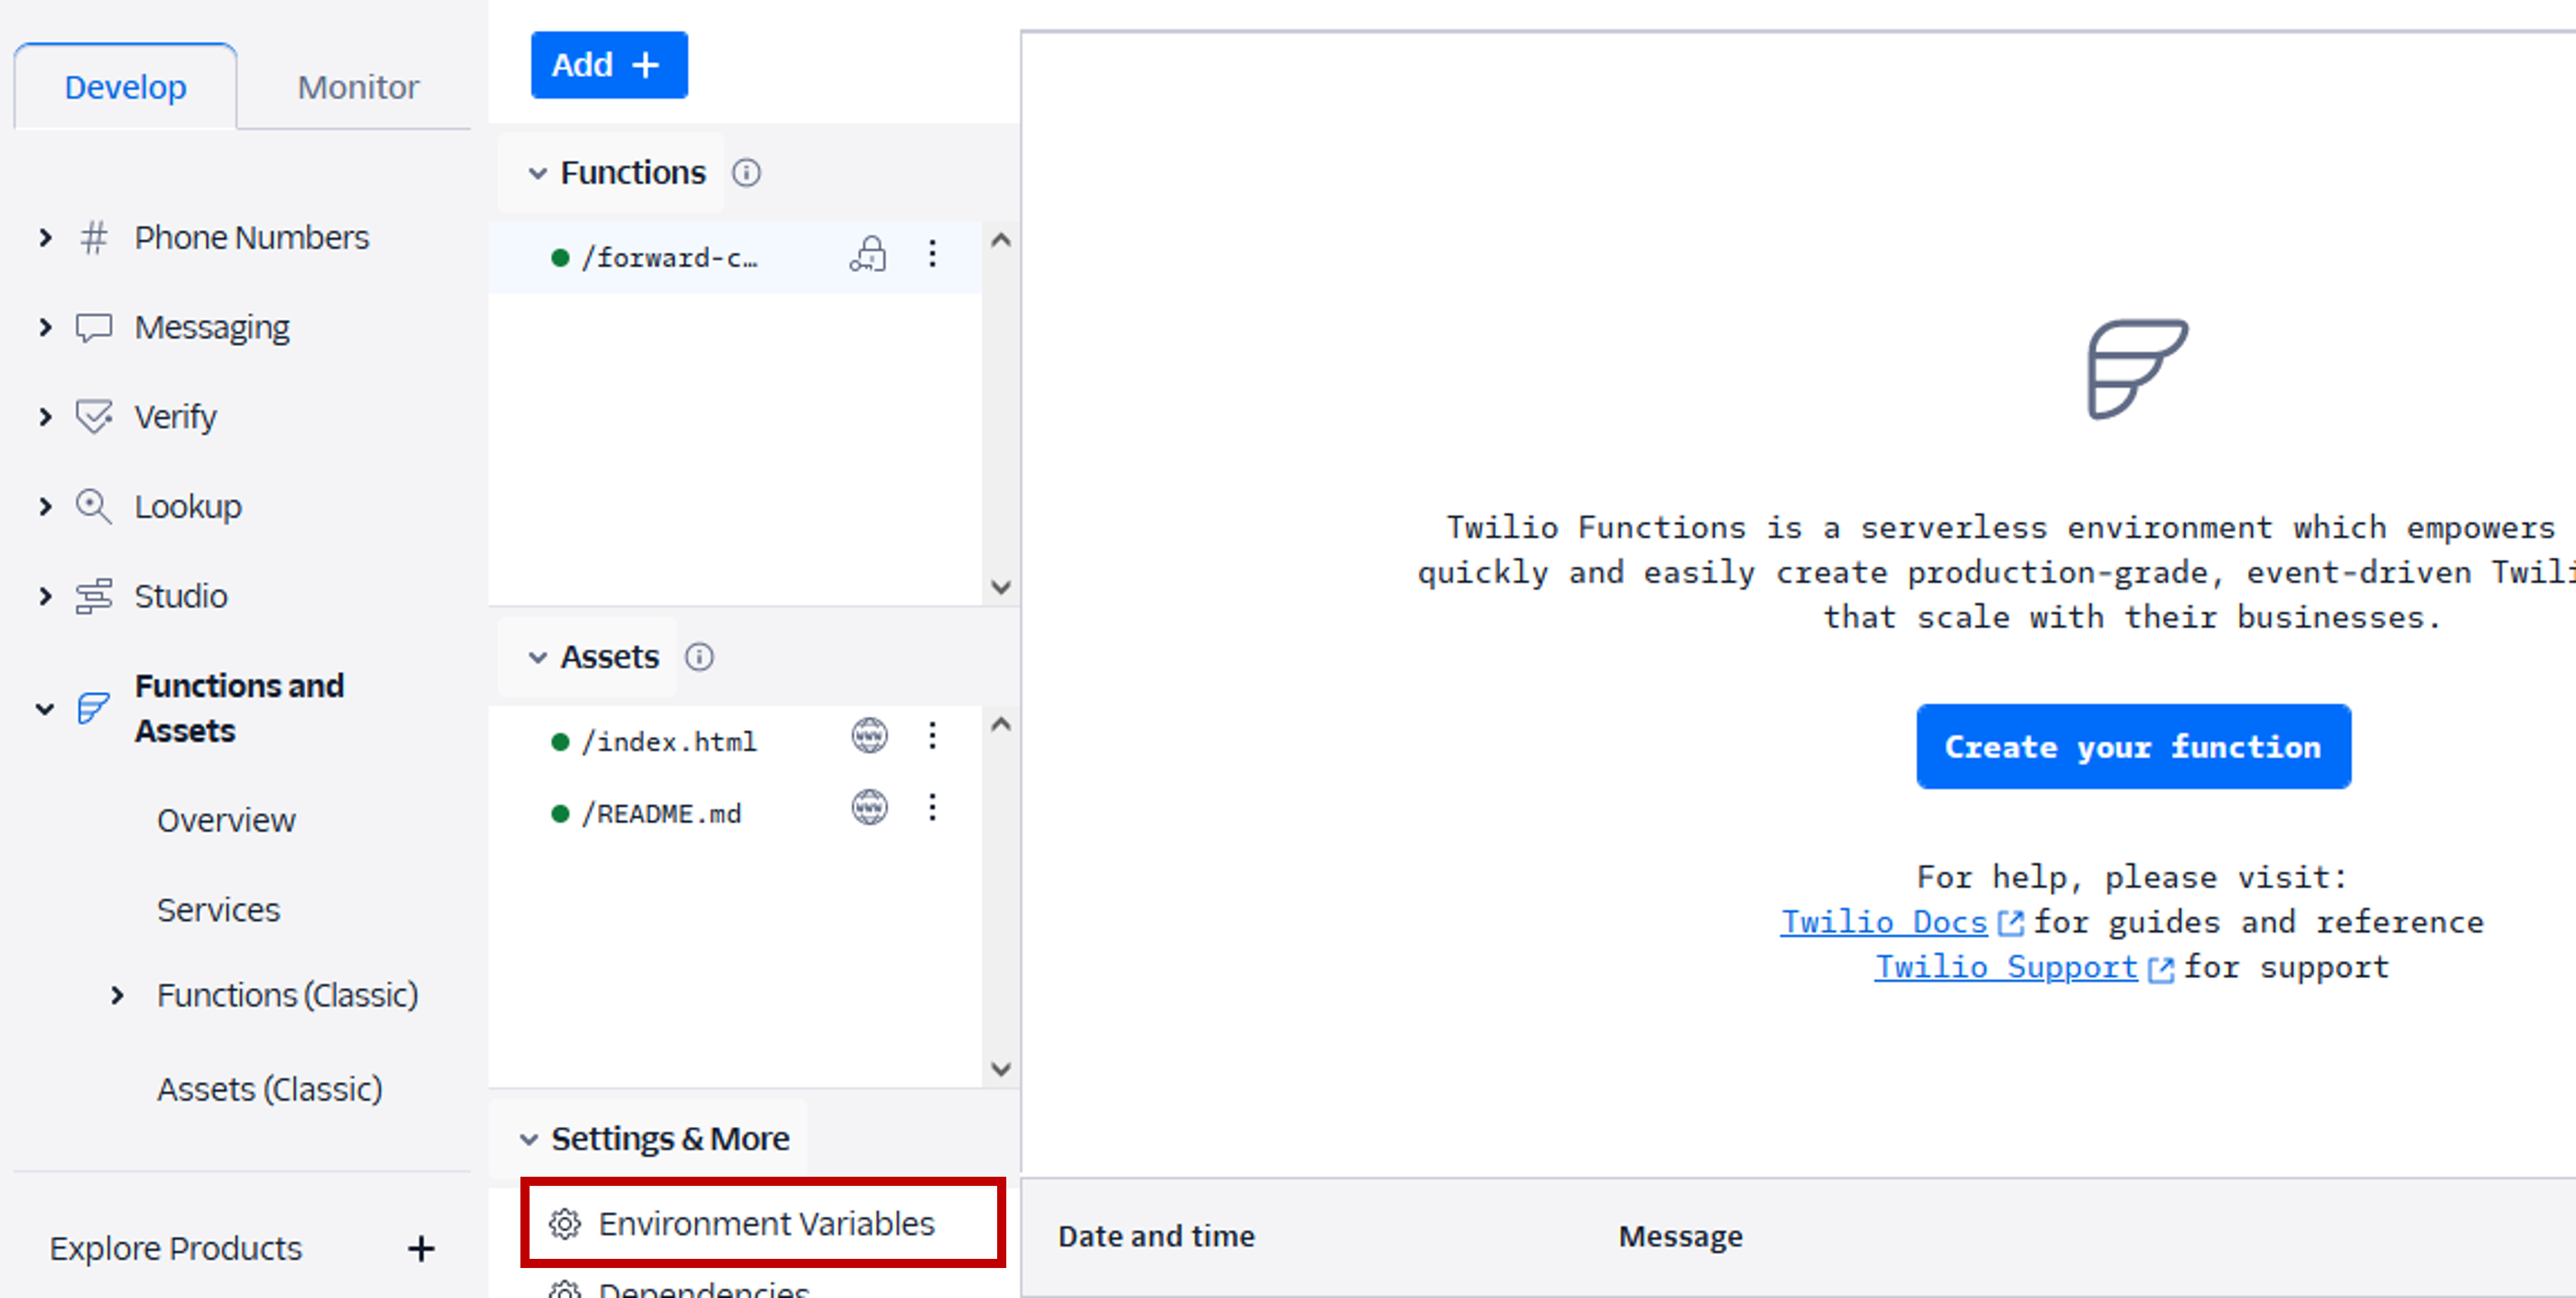 Develop
Monitor
Phone Numbers
Messaging
Verify
Lookup
Studio
Functions and
Assets
Overview
Services
Functions (Classic)
Assets (Classic)
Explore Products
+
Add +
Functions
/forward-c…
Assets
/index.html
/README.md
Settings & More
Environment Variables
Dependencies
Twilio Functions is a serverless environment which empowers
quickly and easily create production-grade, event-driven Twili
that scale with their businesses.
Create your function
For help, please visit:
Twilio Docs for guides and reference
Twilio Support for support
Date and time
Message